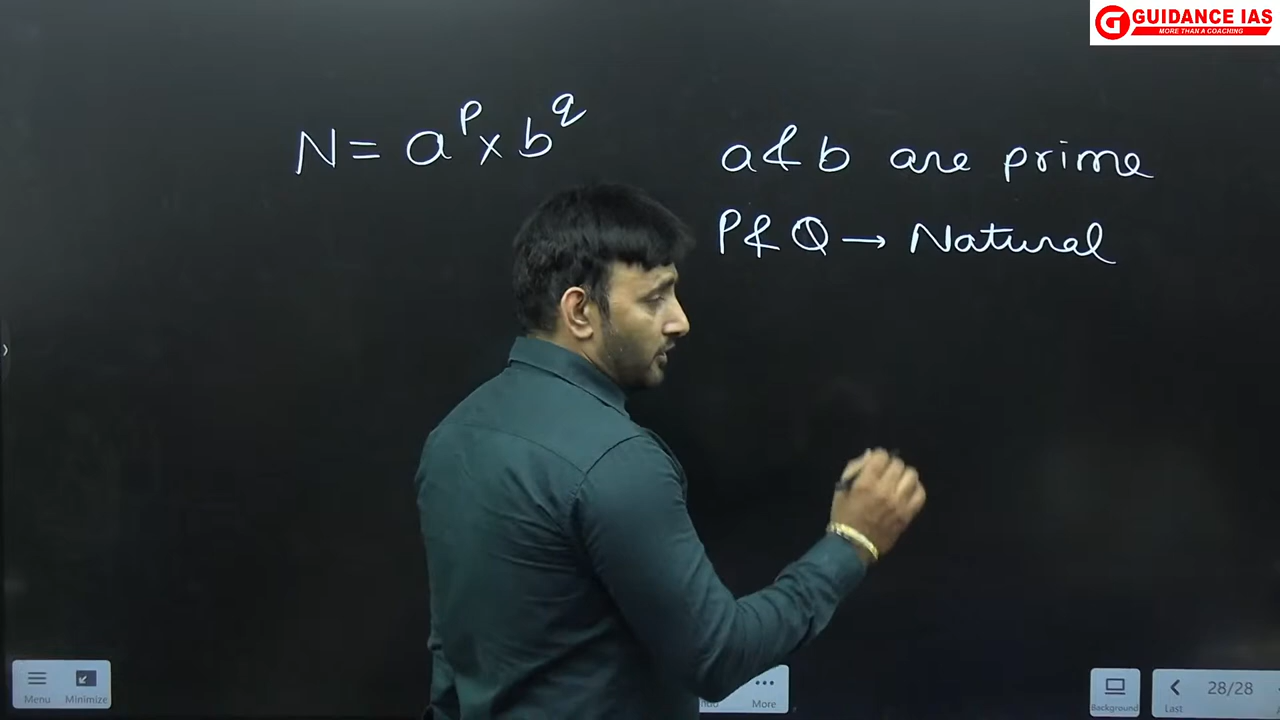 GUIDANCE IAS
MORE THAN A COACHING
N = a^p × b^q
a & b are prime
P & Q → Natural
Menu
Minimize
More
Background
Last
28/28